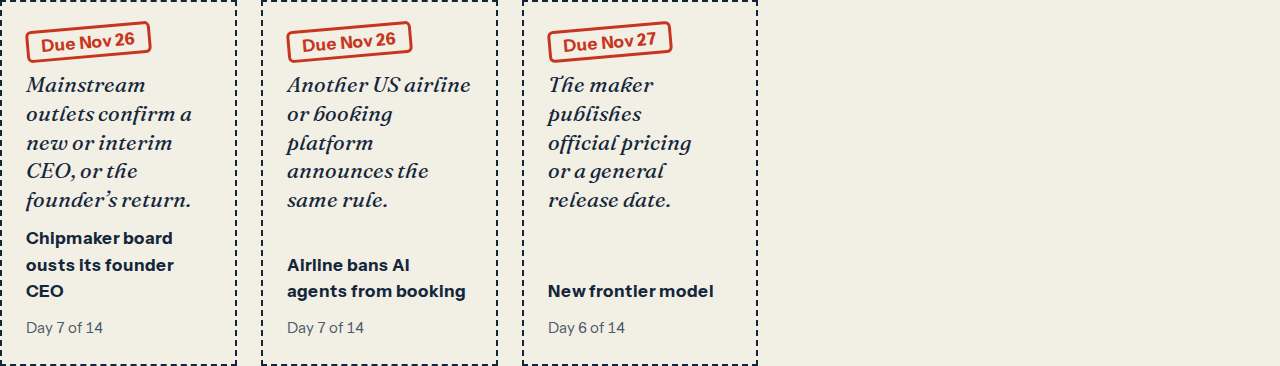 Due Nov 26
Mainstream
outlets confirm a
new or interim
CEO, or the
founder’s return.
Chipmaker board
ousts its founder
CEO
Day 7 of 14
Due Nov 26
Another US airline
or booking
platform
announces the
same rule.
Airline bans AI
agents from booking
Day 7 of 14
Due Nov 27
The maker
publishes
official pricing
or a general
release date.
New frontier model
Day 6 of 14